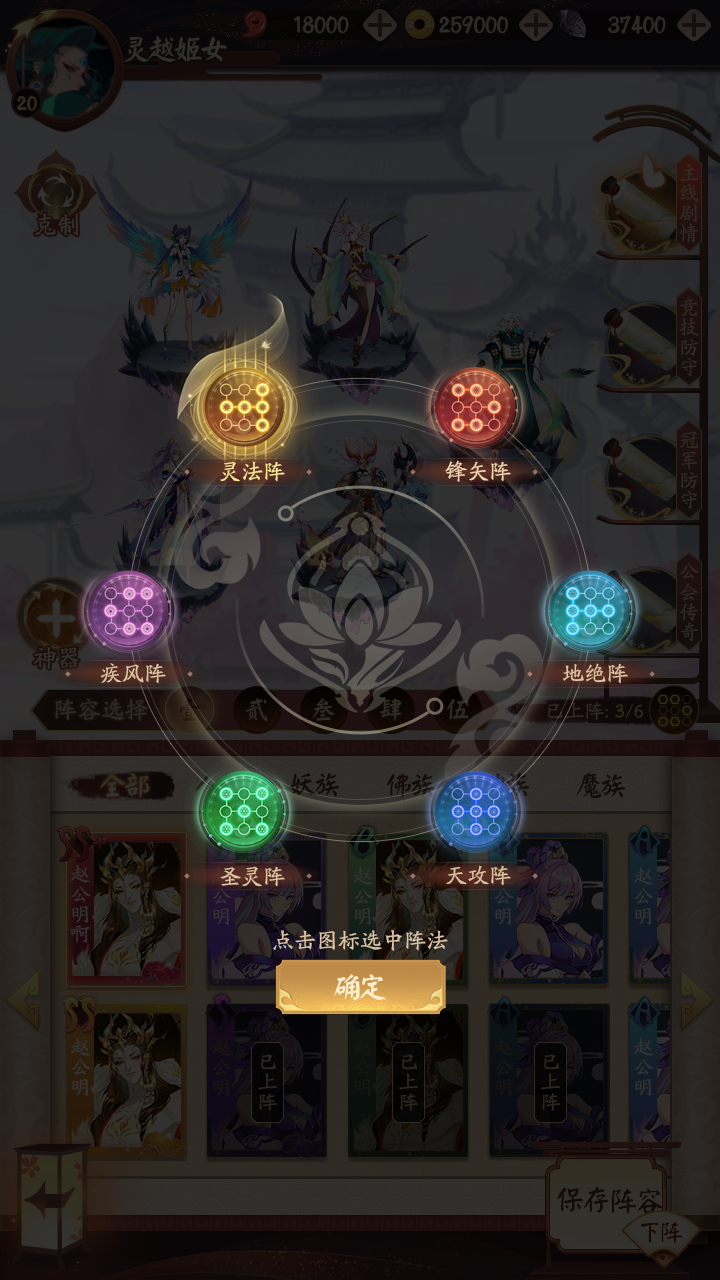 18000
259000
37400
灵越姬女
20
克制
主线剧情
竞技防守
冠军防守
公会传奇
灵法阵
锋矢阵
疾风阵
地绝阵
圣灵阵
天攻阵
神器
阵容选择
壹
贰
叁
肆
伍
已上阵: 3/6
全部
妖族
佛族
族
魔族
SS
赵公明啊
公明
赵公明
公明
赵公明
点击图标选中阵法
确定
赵公明
已上阵
已上阵
已上阵
赵公明
保存阵容
下阵